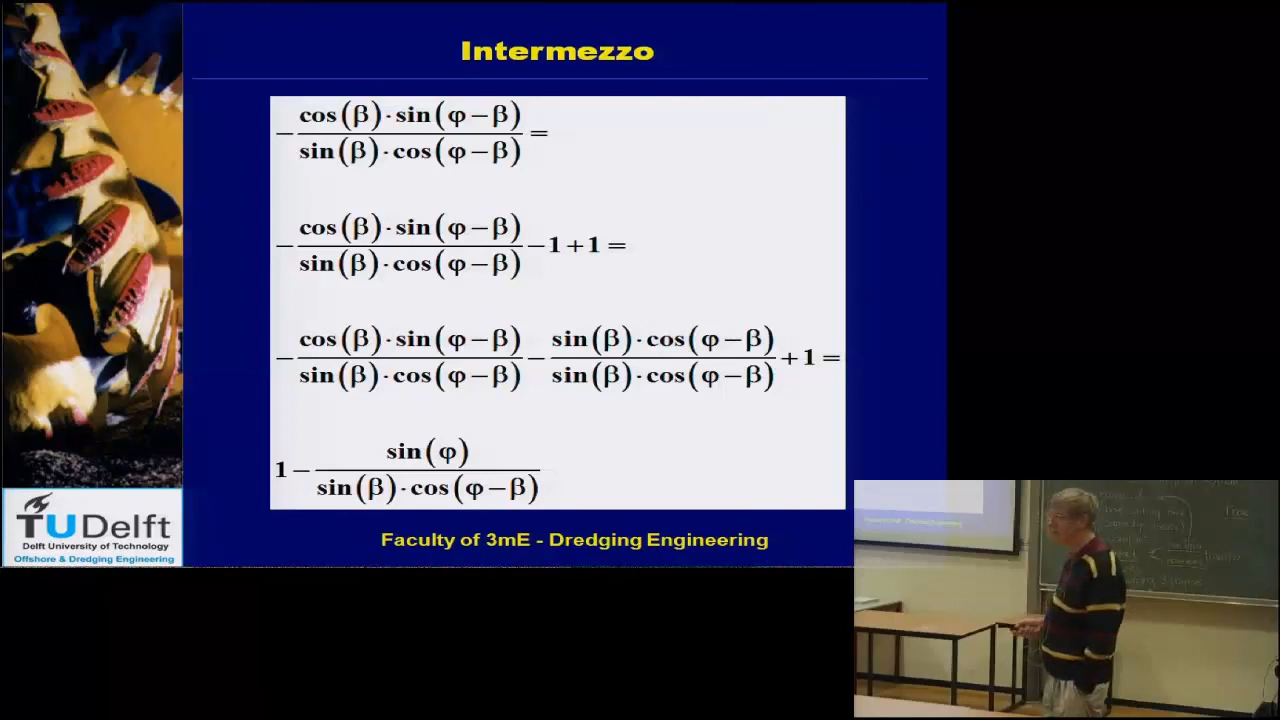 Intermezzo
− cos(β)·sin(φ−β) / sin(β)·cos(φ−β) =
− cos(β)·sin(φ−β) / sin(β)·cos(φ−β) −1+1=
− cos(β)·sin(φ−β) / sin(β)·cos(φ−β) − sin(β)·cos(φ−β) / sin(β)·cos(φ−β) +1=
1− sin(φ) / sin(β)·cos(φ−β)
TU Delft
Delft University of Technology
Offshore & Dredging Engineering
Faculty of 3mE - Dredging Engineering